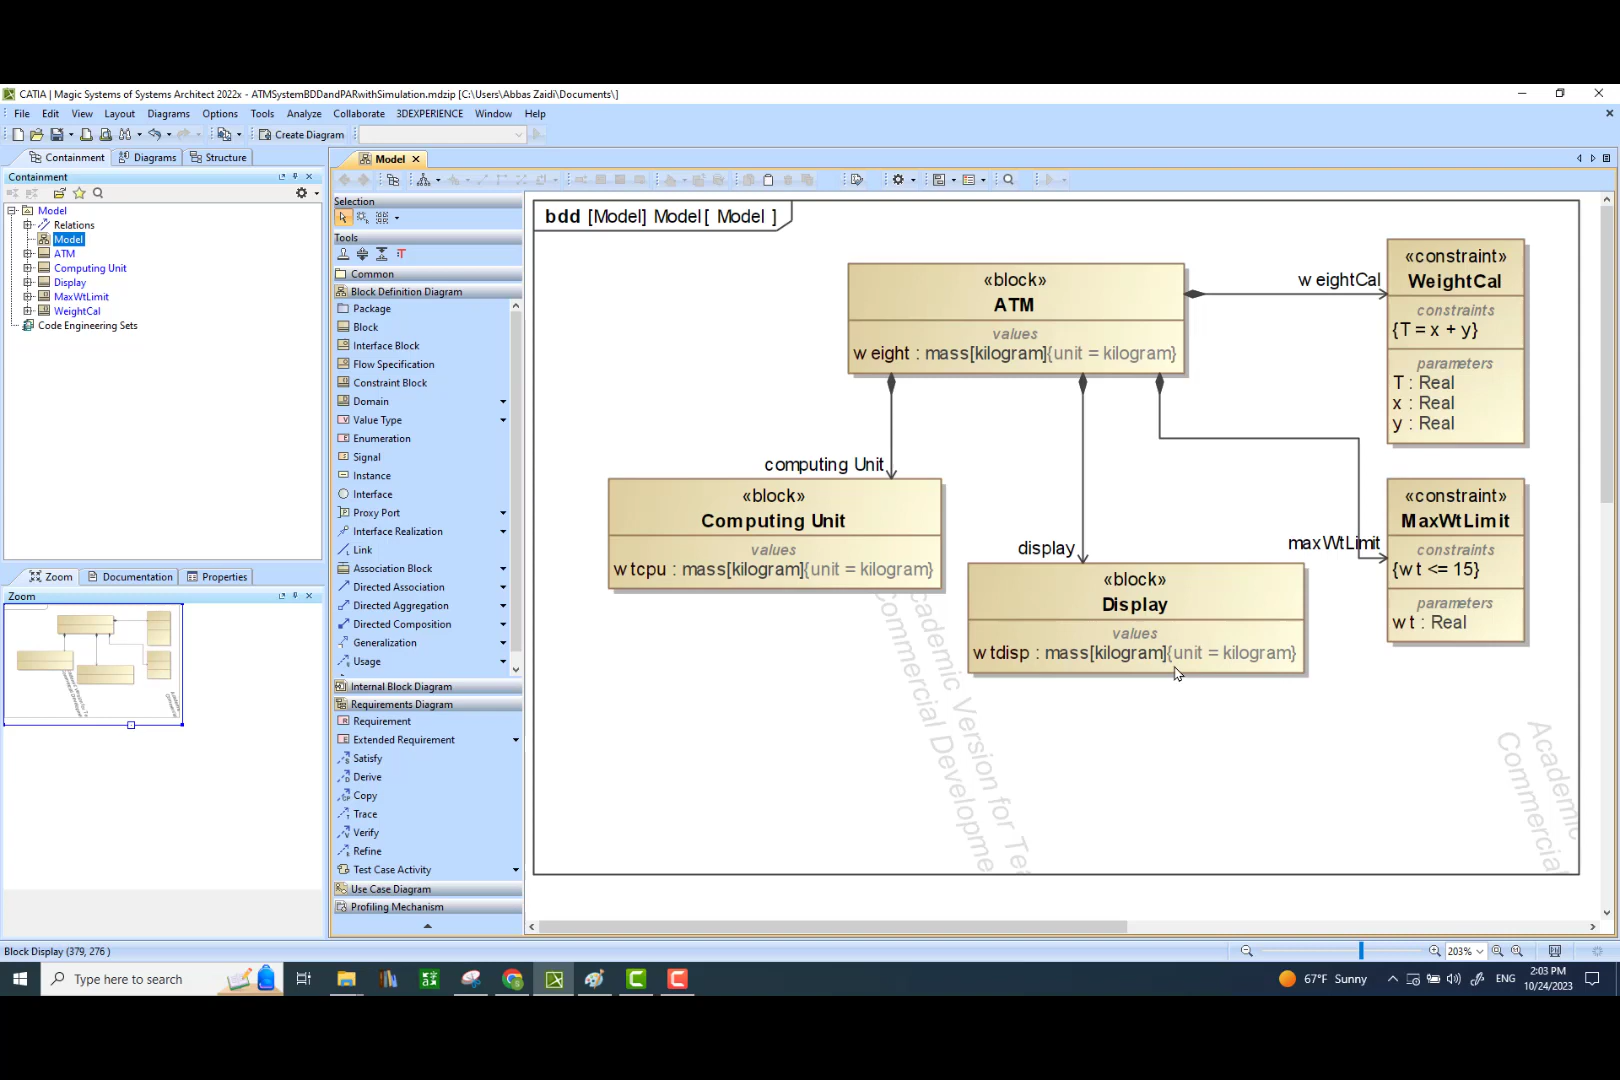 CATIA | Magic Systems of Systems Architect 2022x - ATMSystemBDDandPARwithSimulation.mdzip [C:\Users\Abbas Zaidi\Documents\]
File Edit View Layout Diagrams Options Tools Analyze Collaborate 3DEXPERIENCE Window Help
Create Diagram
Containment Diagrams Structure
Containment
Model
Relations
Model
ATM
Computing Unit
Display
MaxWtLimit
WeightCal
Code Engineering Sets
Zoom Documentation Properties
Zoom
Model
Selection
Tools
Common
Block Definition Diagram
Package
Block
Interface Block
Flow Specification
Constraint Block
Domain
Value Type
Enumeration
Signal
Instance
Interface
Proxy Port
Interface Realization
Link
Association Block
Directed Association
Directed Aggregation
Directed Composition
Generalization
Usage
Internal Block Diagram
Requirements Diagram
Requirement
Extended Requirement
Satisfy
Derive
Copy
Trace
Verify
Refine
Test Case Activity
Use Case Diagram
Profiling Mechanism
bdd [Model] Model[ Model ]
«block»
ATM
values
weight : mass[kilogram]{unit = kilogram}
weightCal
«constraint»
WeightCal
constraints
{T = x + y}
parameters
T : Real
x : Real
y : Real
computing Unit
«block»
Computing Unit
values
wtcpu : mass[kilogram]{unit = kilogram}
display
«block»
Display
values
wtdisp : mass[kilogram]{unit = kilogram}
maxWtLimit
«constraint»
MaxWtLimit
constraints
{wt <= 15}
parameters
wt : Real
Academic Version for Te
Commercial Developme
Academic
Commercial
Block Display (379, 276 )
203%
Type here to search
67°F Sunny
ENG
2:03 PM
10/24/2023